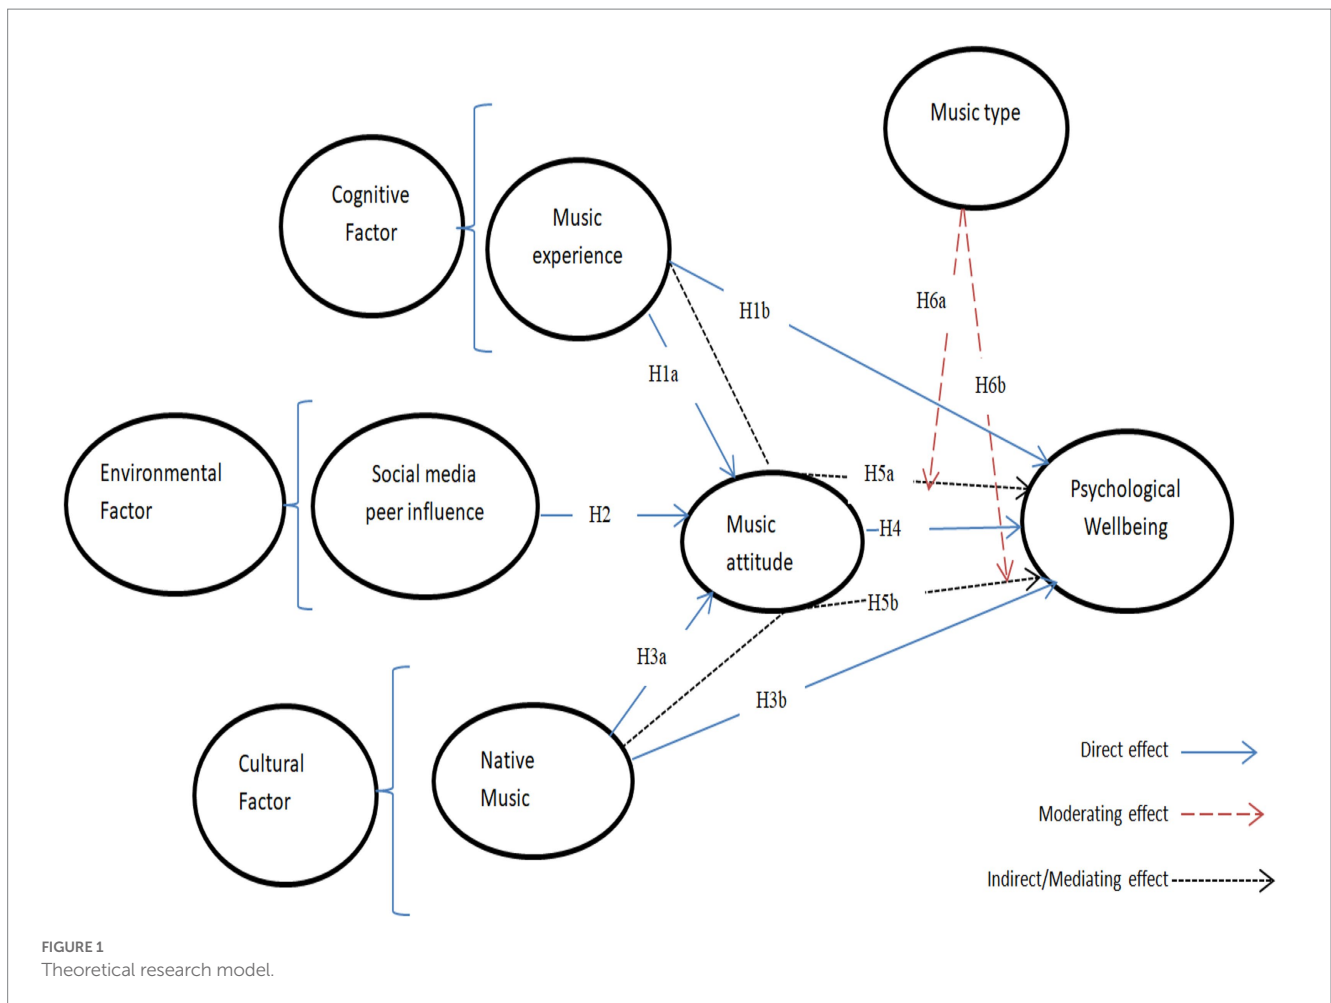 Music type
Cognitive
Factor
Music
experience
H1b
H6a
H1a
H6b
Environmental
Factor
Social media
peer influence
H2
Music
attitude
H5a
H4
H5b
Psychological
Wellbeing
H3a
H3b
Cultural
Factor
Native
Music
Direct effect
Moderating effect
Indirect/Mediating effect
FIGURE 1
Theoretical research model.